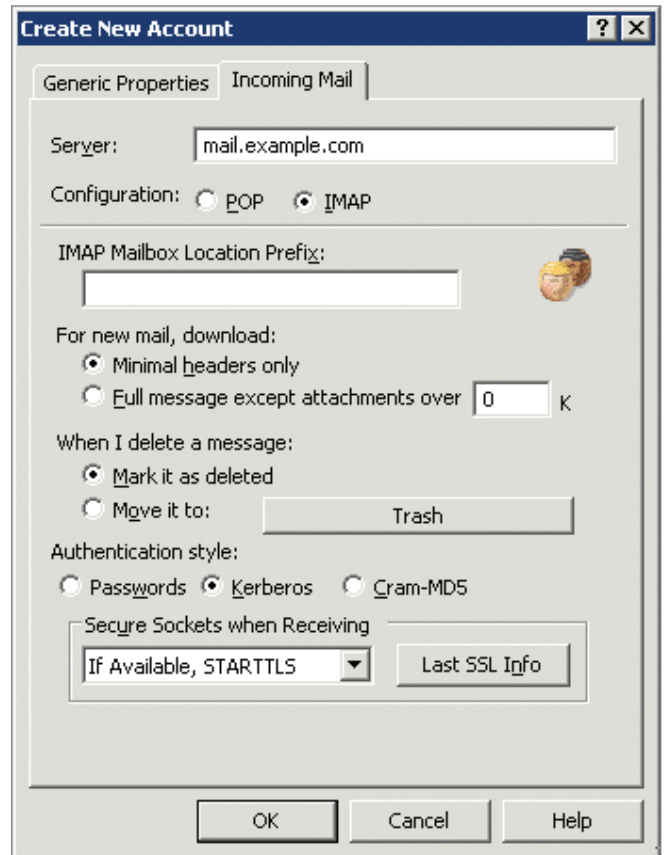 Create New Account
Generic Properties Incoming Mail
Server: mail.example.com
Configuration: POP IMAP
IMAP Mailbox Location Prefix:
For new mail, download:
Minimal headers only
Full message except attachments over 0 K
When I delete a message:
Mark it as deleted
Move it to: Trash
Authentication style:
Passwords Kerberos Cram-MD5
Secure Sockets when Receiving
If Available, STARTTLS Last SSL Info
OK Cancel Help